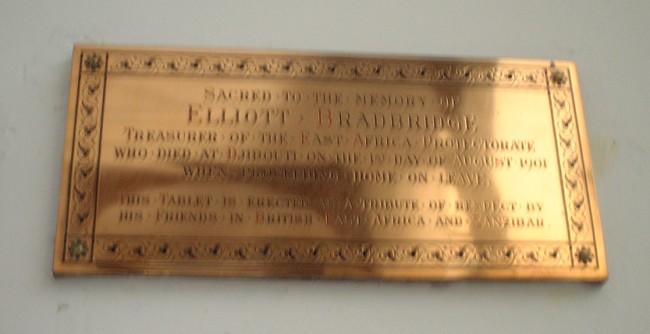 SACRED · TO · THE · MEMORY · OF
ELLIOTT · BRADBRIDGE
TREASURER · OF · THE · EAST · AFRICA · PROTECTORATE
WHO · DIED · AT · DJIBOUTI · ON · THE · DAY · OF · AUGUST · 1901
WHEN · PROCEEDING · HOME · ON · LEAVE
THIS · TABLET · IS · ERECTED · AS · A · TRIBUTE · OF · RESPECT · BY
HIS · FRIENDS · IN · BRITISH · EAST · AFRICA · AND · ZANZIBAR